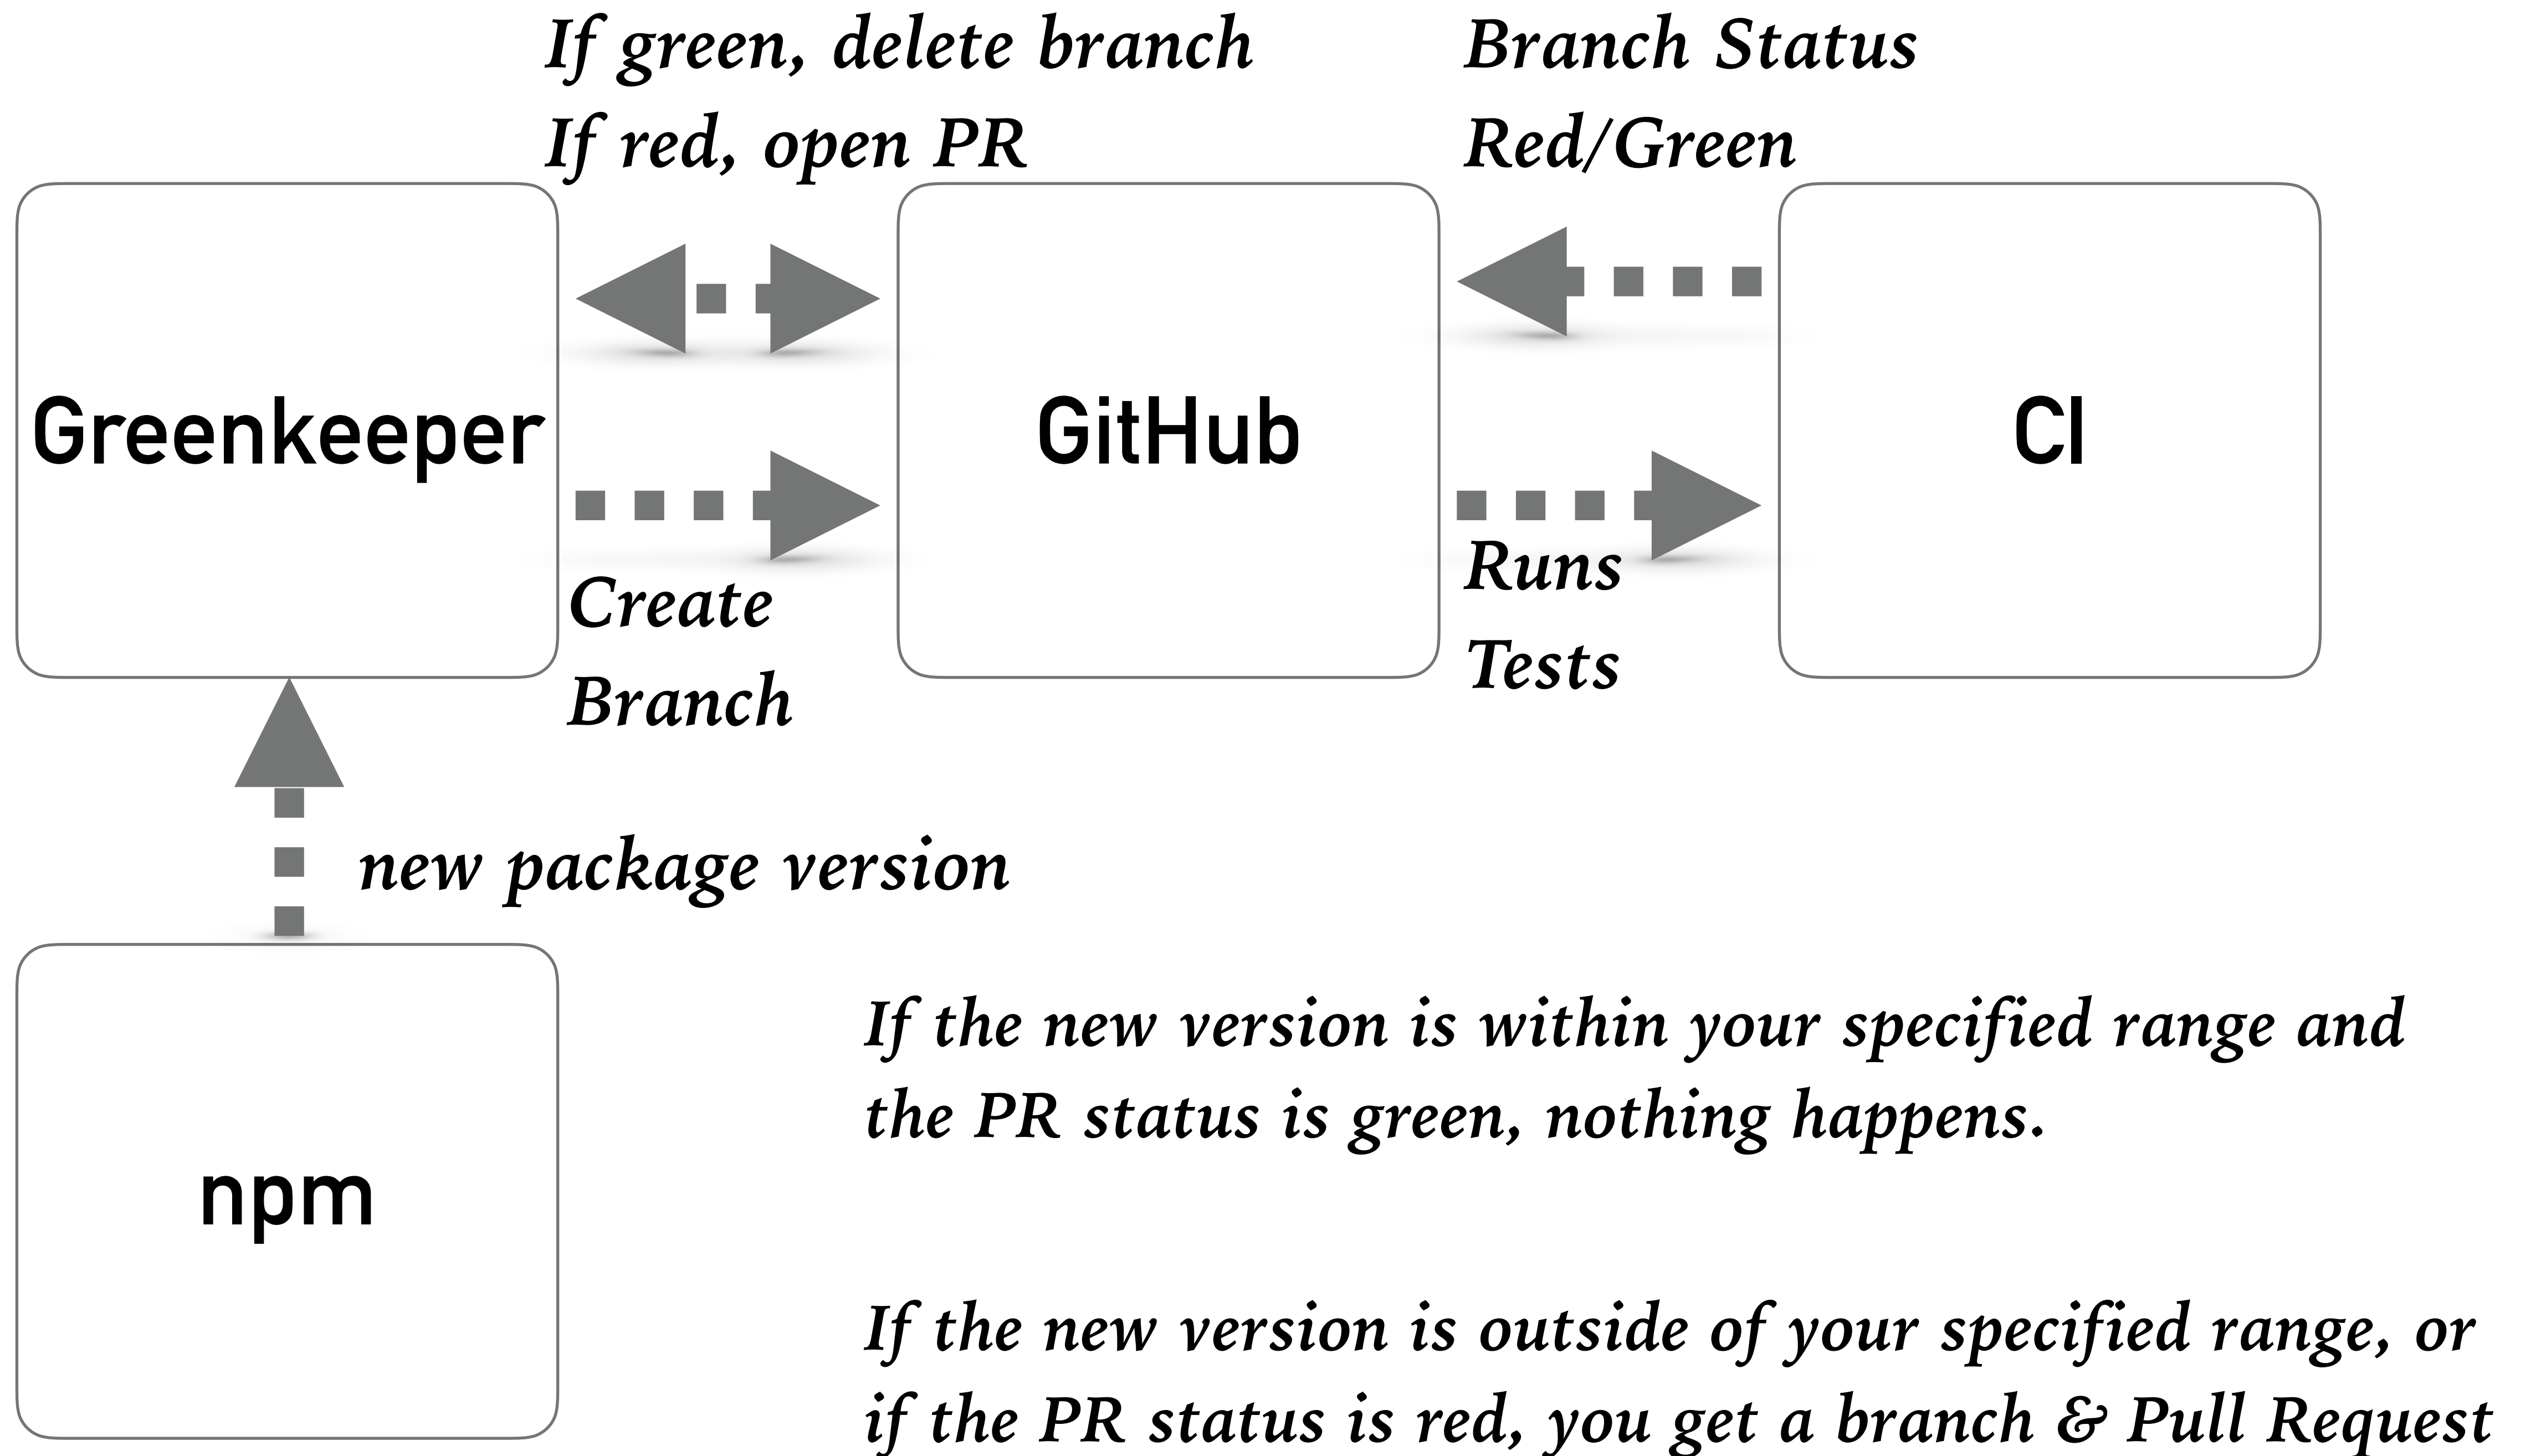 If green, delete branch
If red, open PR
Branch Status
Red/Green
Greenkeeper
GitHub
CI
Create
Branch
Runs
Tests
new package version
npm
If the new version is within your specified range and
the PR status is green, nothing happens.
If the new version is outside of your specified range, or
if the PR status is red, you get a branch & Pull Request